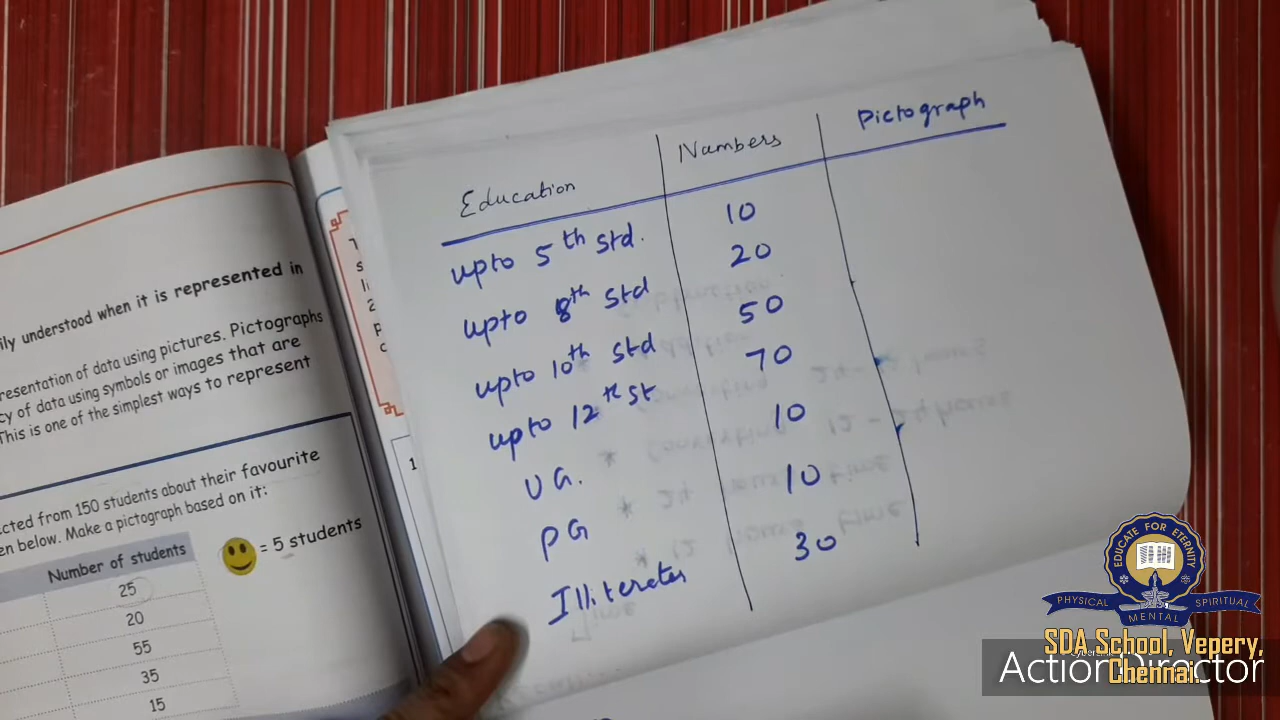 ily understood when it is represented in
resentation of data using pictures. Pictographs
cy of data using symbols or images that are
This is one of the simplest ways to represent
cted from 150 students about their favourite
en below. Make a pictograph based on it:
= 5 students
Number of students
25
20
55
35
15
1
Education Numbers Pictograph
upto 5th std. 10
upto 8th std 20
upto 10th std 50
upto 12th st 70
UG. 10
PG 10
Illiterates 30
EDUCATE FOR ETERNITY
PHYSICAL MENTAL SPIRITUAL
SDA School, Vepery,
Chennai.